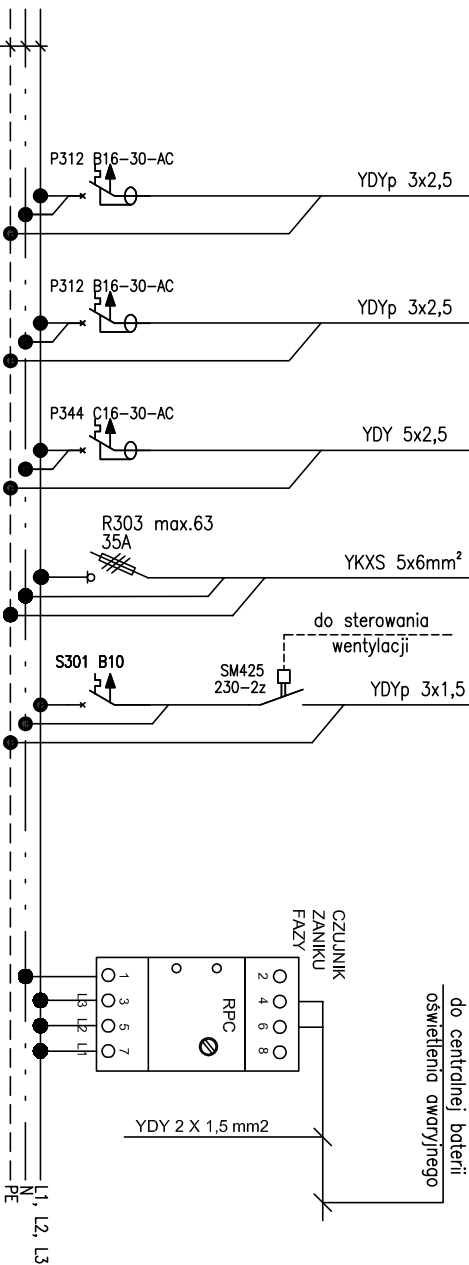 P312 B16-30-AC
YDYp 3x2,5
P312 B16-30-AC
YDYp 3x2,5
P344 C16-30-AC
YDY 5x2,5
R303 max.63
35A
YKXS 5x6mm²
do sterowania
wentylacji
S301 B10
SM425
230-2z
YDYp 3x1,5
CZUJNIK
ZANIKU
FAZY
do centralnej baterii
oświetlenia awaryjnego
1
3
5
7
L3
L2
L1
RPC
2
4
6
8
YDY 2 X 1,5 mm2
L1, L2, L3
N
PE